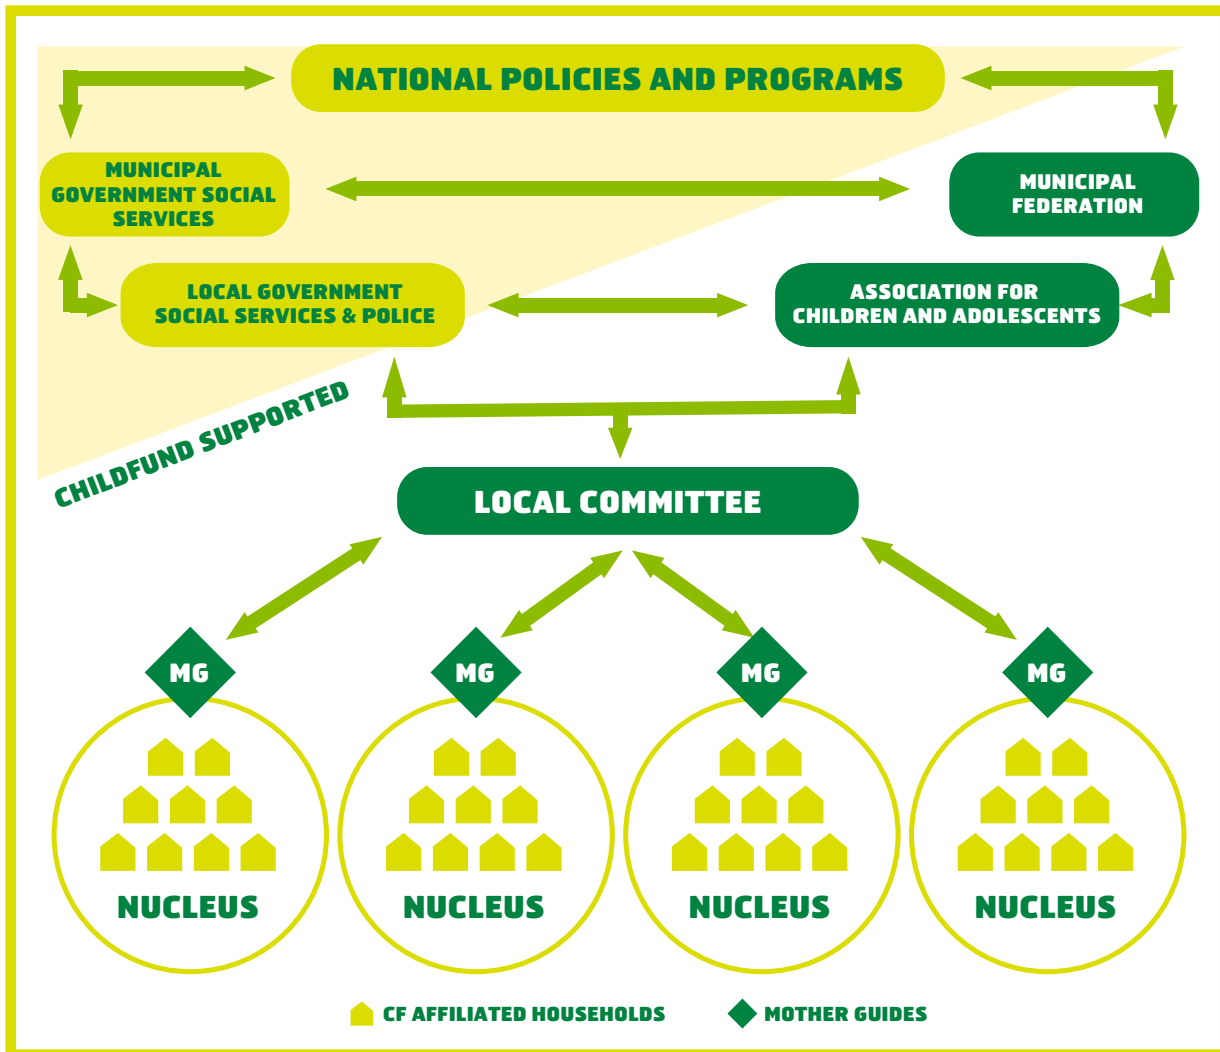 NATIONAL POLICIES AND PROGRAMS
MUNICIPAL
GOVERNMENT SOCIAL
SERVICES
MUNICIPAL
FEDERATION
LOCAL GOVERNMENT
SOCIAL SERVICES & POLICE
ASSOCIATION FOR
CHILDREN AND ADOLESCENTS
CHILDFUND SUPPORTED
LOCAL COMMITTEE
MG
MG
MG
MG
NUCLEUS
NUCLEUS
NUCLEUS
NUCLEUS
CF AFFILIATED HOUSEHOLDS
MOTHER GUIDES